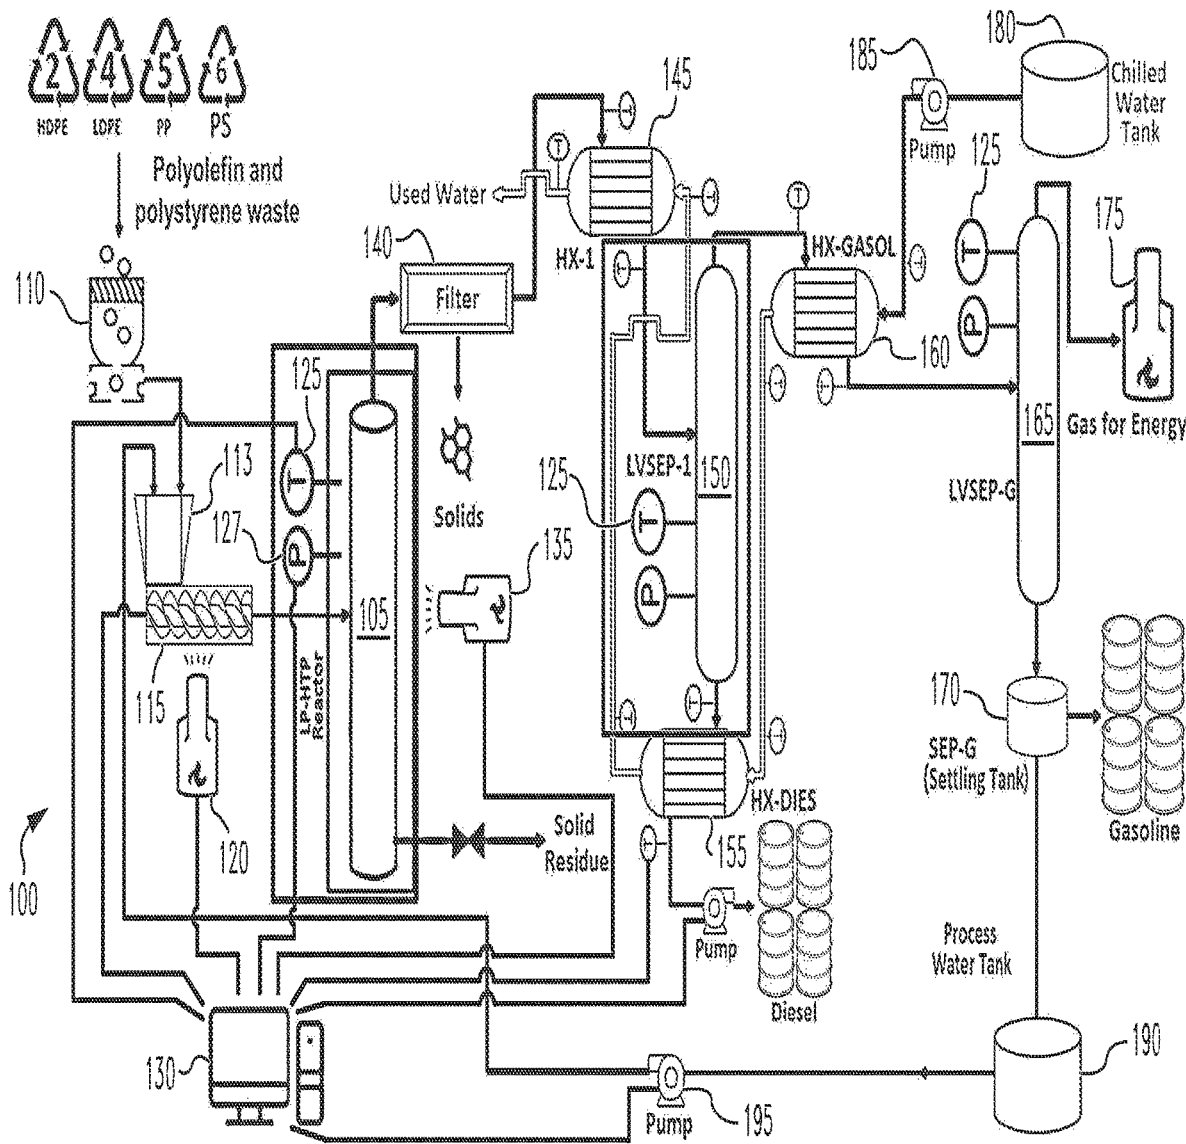 2
4
5
6
HDPE
LDPE
PP
PS
Polyolefin and
polystyrene waste
110
113
127
125
115
120
100
130
T
P
LP-HTP
Reactor
105
140
Filter
Solids
135
Solid
Residue
Used Water
T
145
HX-1
150
LVSEP-1
125
T
P
T
HX-GASOL
160
155
HX-DIES
Pump
Diesel
185
Pump
180
Chilled
Water
Tank
125
T
P
165
LVSEP-G
175
Gas for Energy
170
SEP-G
(Settling Tank)
Gasoline
Process
Water Tank
190
195
Pump